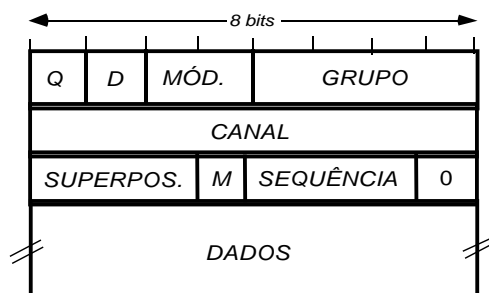 8 bits
Q D MÓD. GRUPO
CANAL
SUPERPOS. M SEQUÊNCIA 0
DADOS